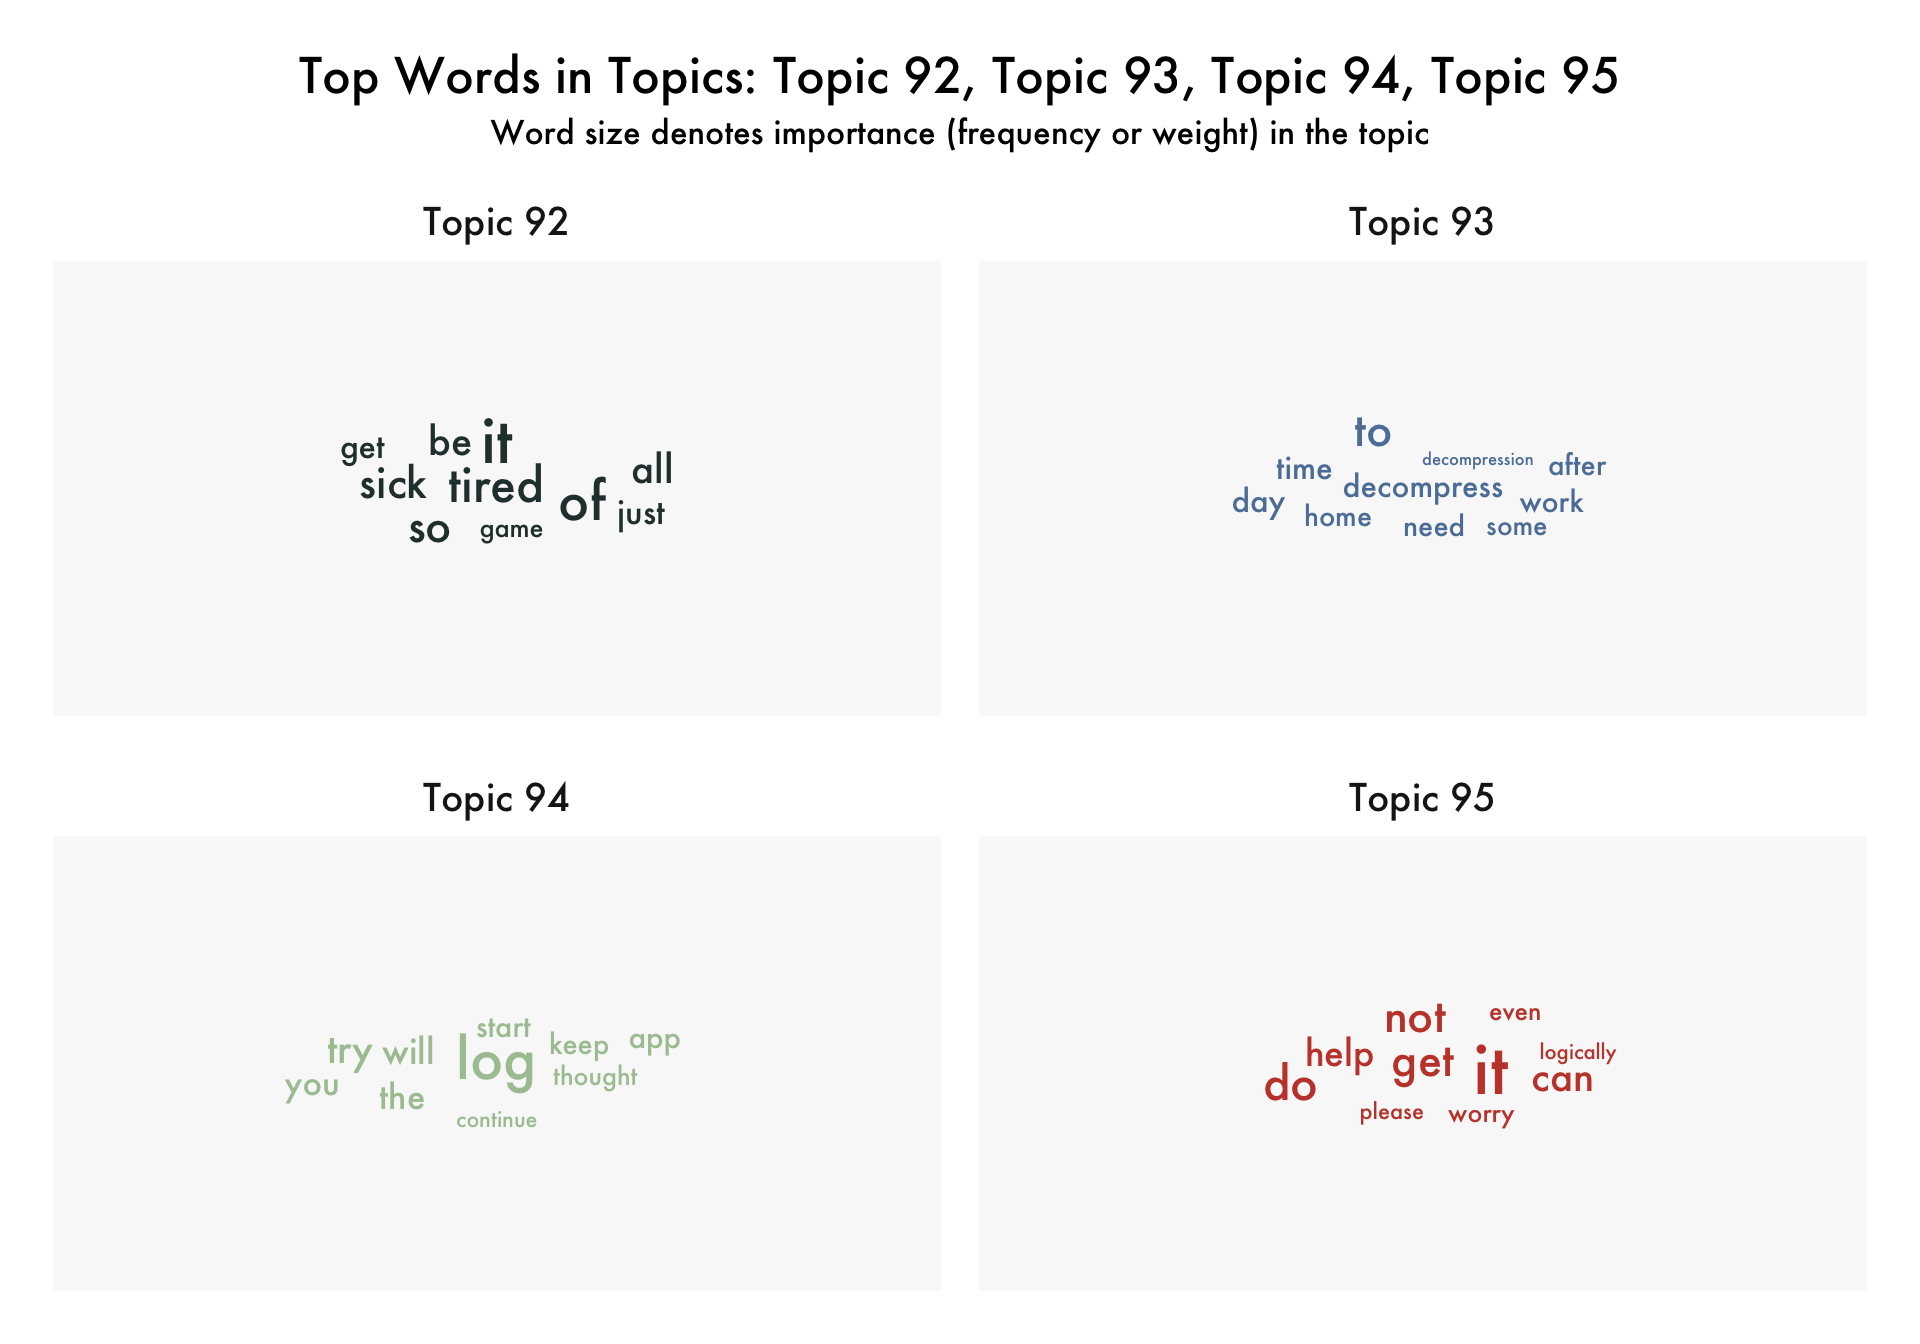 Top Words in Topics: Topic 92, Topic 93, Topic 94, Topic 95
Word size denotes importance (frequency or weight) in the topic
Topic 92
get be it
sick tired of all
so game just
Topic 93
to
time decompression after
day decompress work
home need some
Topic 94
start
try will log keep app
you the thought
continue
Topic 95
not even
help get it logically
do can
please worry